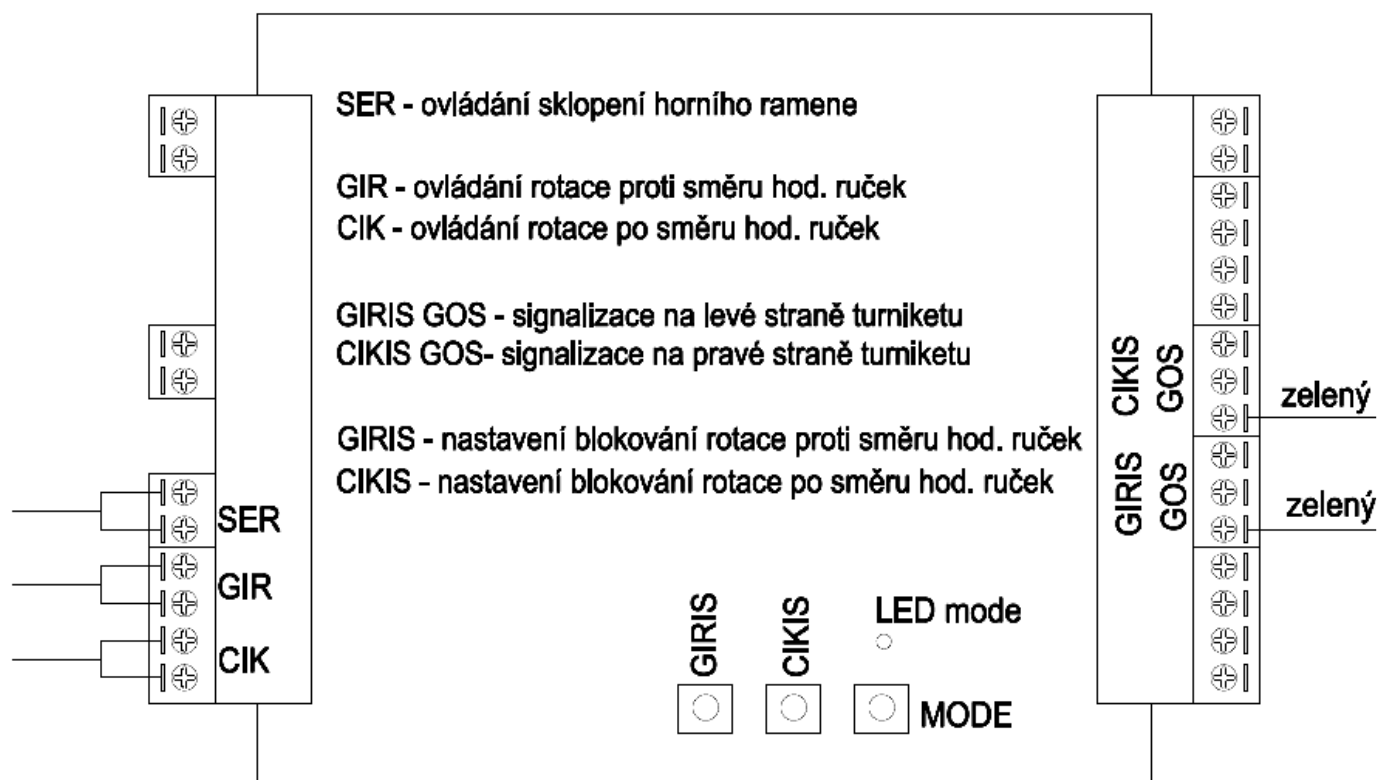 SER - ovládání sklopení horního ramene
GIR - ovládání rotace proti směru hod. ruček
CIK - ovládání rotace po směru hod. ruček
GIRIS GOS - signalizace na levé straně turniketu
CIKIS GOS- signalizace na pravé straně turniketu
GIRIS - nastavení blokování rotace proti směru hod. ruček
CIKIS - nastavení blokování rotace po směru hod. ruček
SER
GIR
CIK
GIRIS
CIKIS
LED mode
MODE
CIKIS
GOS
zelený
GIRIS
GOS
zelený